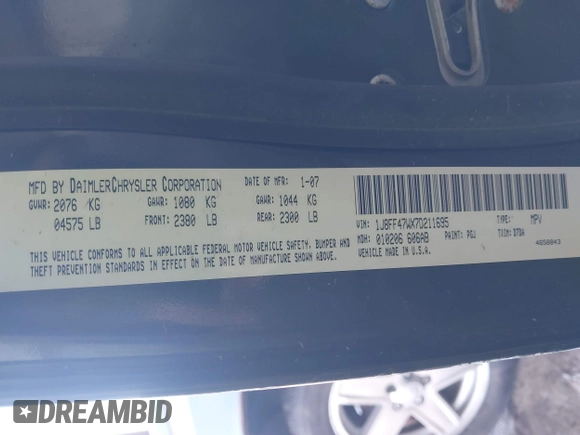 MFD BY DAIMLERCHRYSLER CORPORATION DATE OF MFR 1-07
GVWR: 2076 KG GAWR: 1080 KG GAWR: 1044 KG
04575 LB FRONT: 2380 LB REAR: 2300 LB
THIS VEHICLE CONFORMS TO ALL APPLICABLE FEDERAL MOTOR VEHICLE SAFETY, BUMPER AND
THEFT PREVENTION STANDARDS IN EFFECT ON THE DATE OF MANUFACTURE SHOWN ABOVE.
VIN: 1J8FF47WX7D211695 TYPE: MPV
MDH: 010206 606AB PAINT: PGJ TRIM: DTDA
VEHICLE MADE IN U.S.A. 4658843
DREAMBID